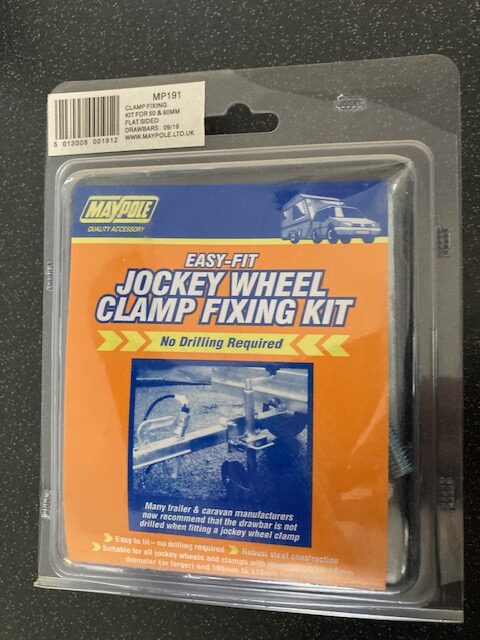 MP191
CLAMP FIXING
KIT FOR 50 & 60MM
FLAT SIDED
DRAWBARS 09/19
WWW.MAYPOLE.LTD.UK
5 013008 001912
MAYPOLE
QUALITY ACCESSORY
EASY-FIT
JOCKEY WHEEL
CLAMP FIXING KIT
No Drilling Required
Many trailer & caravan manufacturers
now recommend that the drawbar is not
drilled when fitting a jockey wheel clamp
Easy to fit – no drilling required Robust steel construction
Suitable for all jockey wheels and clamps with
diameter (or larger) and 100mm to 110mm